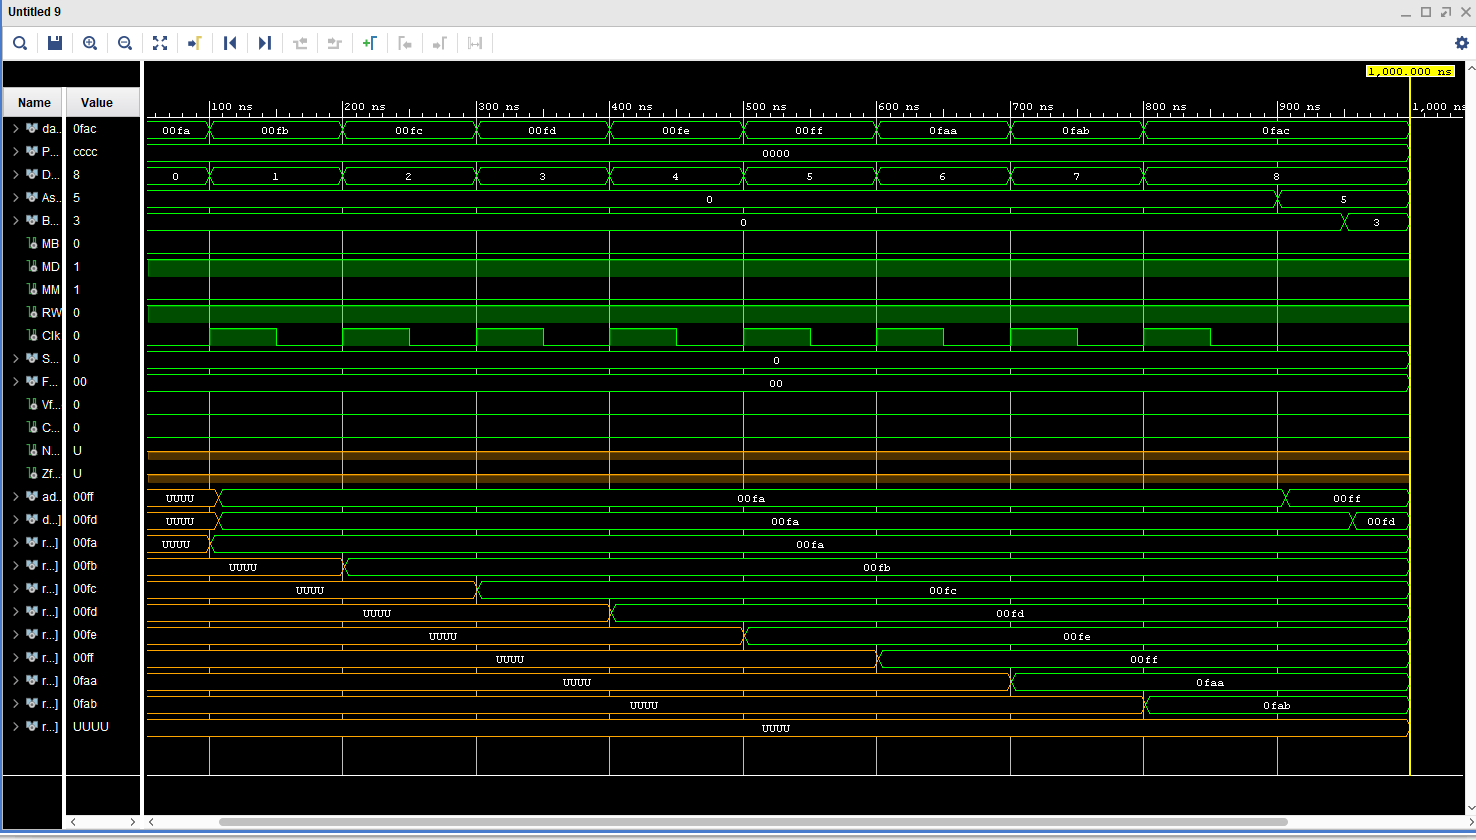 Untitled 9
1,000.000 ns
Name Value
100 ns 200 ns 300 ns 400 ns 500 ns 600 ns 700 ns 800 ns 900 ns 1,000 ns
da.. 0fac 00fa 00fb 00fc 00fd 00fe 00ff 0faa 0fab 0fac
P... cccc 0000
D... 8 0 1 2 3 4 5 6 7 8
As.. 5 0 5
B... 3 0 3
MB 0
MD 1
MM 1
RW 0
Clk 0
S... 0 0
F... 00 00
Vf... 0
C... 0
N... U
Zf... U
ad.. 00ff UUUU 00fa 00ff
d...] 00fd UUUU 00fa 00fd
r...] 00fa UUUU 00fa
r...] 00fb UUUU 00fb
r...] 00fc UUUU 00fc
r...] 00fd UUUU 00fd
r...] 00fe UUUU 00fe
r...] 00ff UUUU 00ff
r...] 0faa UUUU 0faa
r...] 0fab UUUU 0fab
r...] UUUU UUUU